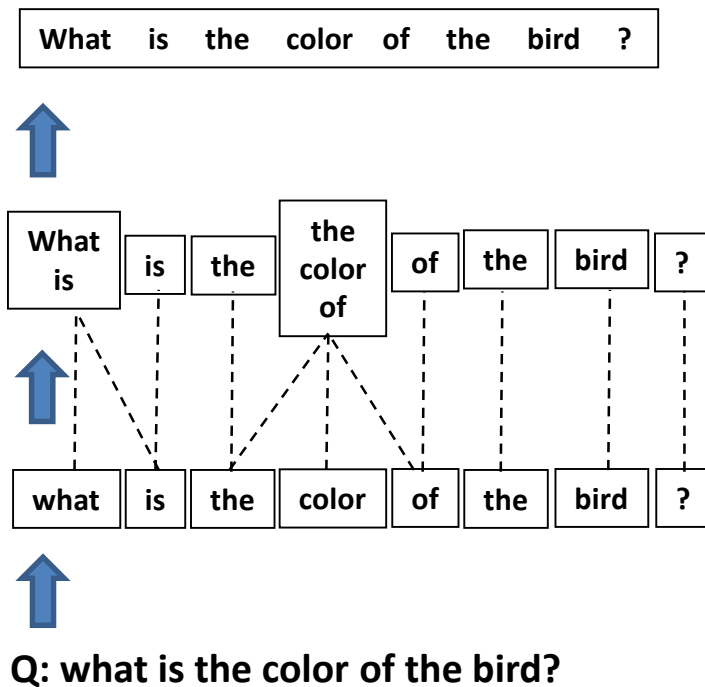 What is the color of the bird ?
What is
is
the
the color of
of
the
bird
?
what is the color of the bird ?
Q: what is the color of the bird?